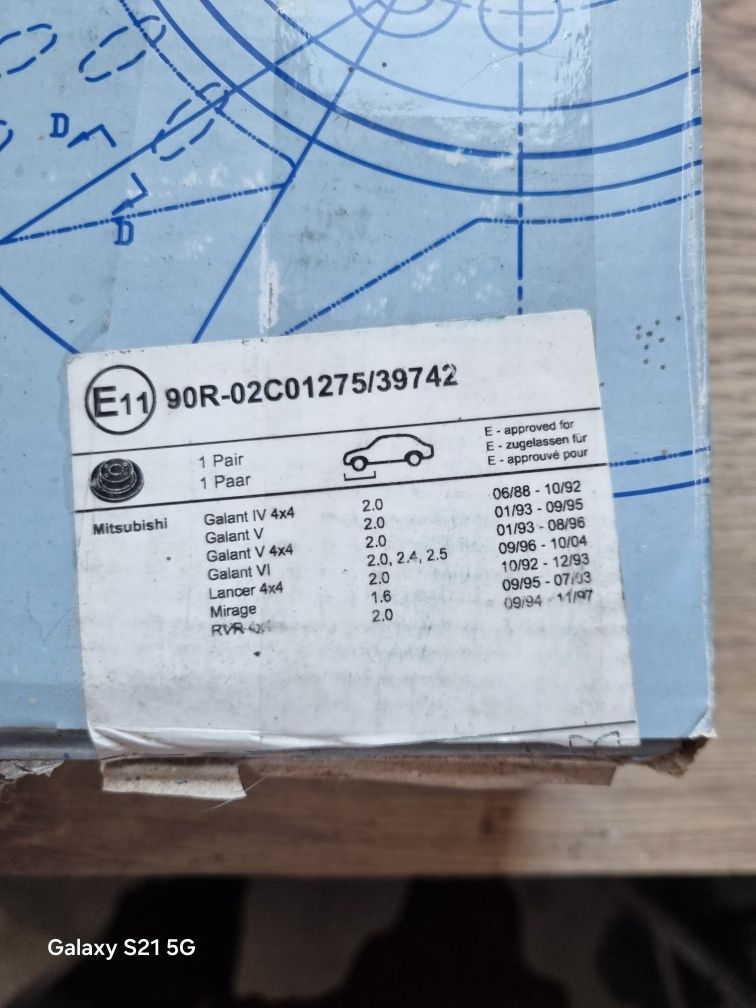 D
D
E11 90R-02C01275/39742
1 Pair
1 Paar
E - approved for
E - zugelassen für
E - approuvé pour
Mitsubishi Galant IV 4x4 2.0 06/88 - 10/92
Galant V 2.0 01/93 - 09/95
Galant V 4x4 2.0 01/93 - 08/96
Galant VI 2.0, 2.4, 2.5 09/96 - 10/04
Lancer 4x4 2.0 10/92 - 12/93
Mirage 1.6 09/95 - 07/03
RVR 4x4 2.0 09/94 - 11/97
Galaxy S21 5G